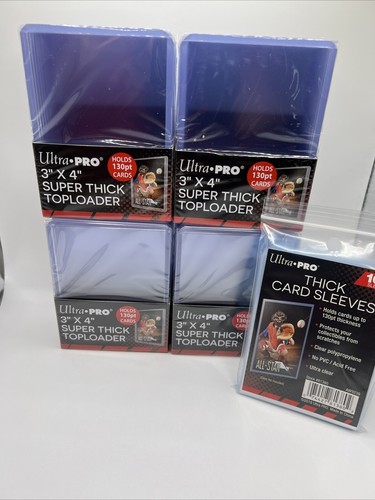 Ultra•PRO
3" X 4"
SUPER THICK
TOPLOADER
HOLDS
130pt
CARDS
Ultra•PRO
3" X 4"
SUPER THICK
TOPLOADER
HOLDS
130pt
CARDS
Ultra•PRO
3" X 4"
SUPER THICK
TOPLOADER
HOLDS
130pt
CARDS
Ultra•PRO
3" X 4"
SUPER THICK
TOPLOADER
HOLDS
130pt
CARDS
Ultra•PRO
THICK
CARD SLEEVES
• Holds cards up to
130pt thickness
• Protects your
collectibles from
scratches
• Clear polypropylene
• No PVC / Acid Free
• Ultra clear
ALL-STAR